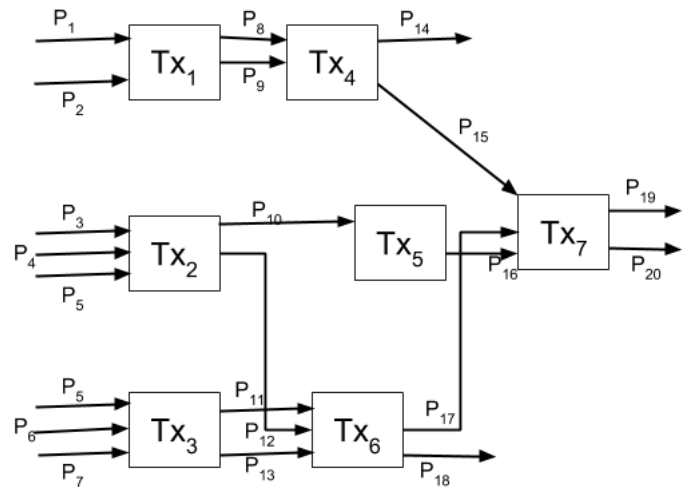 P₁ P₈ P₁₄
Tx₁ Tx₄
P₂ P₉
P₁₅
P₃ P₁₀ P₁₉
P₄ Tx₂ Tx₅ Tx₇
P₅ P₁₆ P₂₀
P₅ P₁₁ P₁₇
P₆ Tx₃ P₁₂ Tx₆
P₇ P₁₃ P₁₈